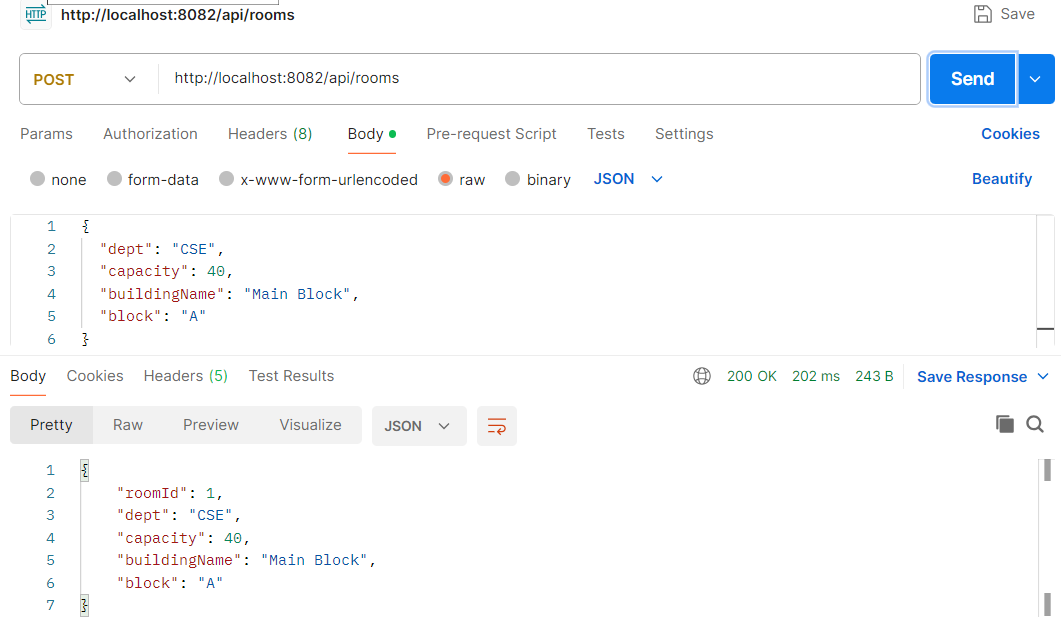 HTTP http://localhost:8082/api/rooms Save
POST http://localhost:8082/api/rooms Send
Params Authorization Headers (8) Body Pre-request Script Tests Settings Cookies
none form-data x-www-form-urlencoded raw binary JSON Beautify
1 {
2 "dept": "CSE",
3 "capacity": 40,
4 "buildingName": "Main Block",
5 "block": "A"
6 }
Body Cookies Headers (5) Test Results 200 OK 202 ms 243 B Save Response
Pretty Raw Preview Visualize JSON
1 {
2 "roomId": 1,
3 "dept": "CSE",
4 "capacity": 40,
5 "buildingName": "Main Block",
6 "block": "A"
7 }